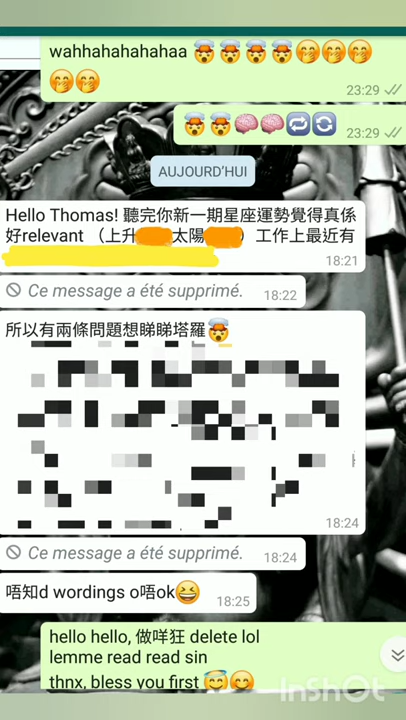 wahhahahahahaa 🤯 🤯 🤯 🤯 🤭🤭🤭
🤭🤭
23:29
🤯 🤯🧠🧠🔁🔄
23:29
AUJOURD'HUI
Hello Thomas! 聽完你新一期星座運勢覺得真係
好relevant （上升 太陽 ）工作上最近有
18:21
Ce message a été supprimé.
18:22
所以有兩條問題想睇睇塔羅🤯
18:24
Ce message a été supprimé.
18:24
唔知d wordings o唔ok😆
18:25
hello hello, 做咩狂 delete lol
lemme read read sin
thnx, bless you first 😇😊
InShOt